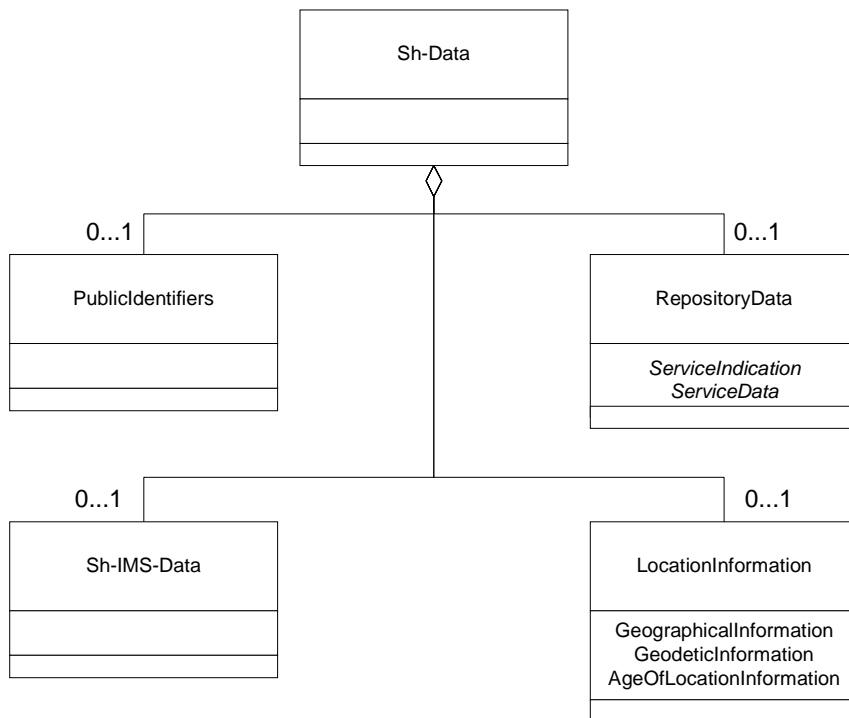 Sh-Data
0...1
0...1
PublicIdentifiers
RepositoryData
ServiceIndication
ServiceData
0...1
0...1
Sh-IMS-Data
LocationInformation
GeographicalInformation
GeodeticInformation
AgeOfLocationInformation